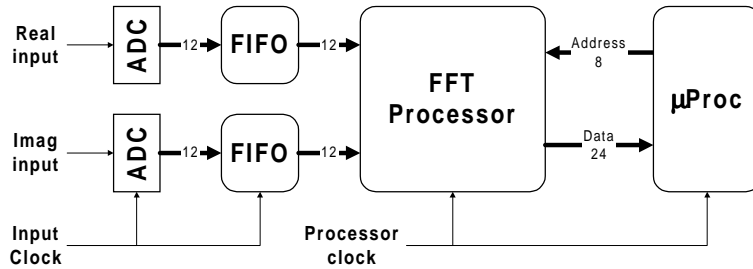 Real
input
ADC
12
FIFO
12
FFT
Processor
Address
8
µProc
Imag
input
ADC
12
FIFO
12
Data
24
Input
Clock
Processor
clock